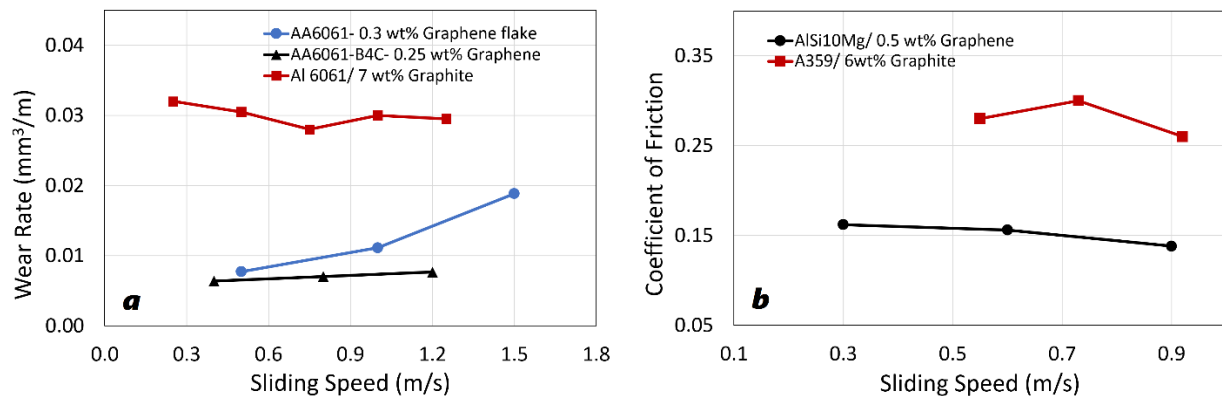 0.04
0.03
0.02
0.01
0.00
Wear Rate (mm³/m)
AA6061- 0.3 wt% Graphene flake
AA6061-B4C- 0.25 wt% Graphene
Al 6061/ 7 wt% Graphite
a
0.0 0.3 0.6 0.9 1.2 1.5 1.8
Sliding Speed (m/s)
0.35
0.25
0.15
0.05
Coefficient of Friction
AlSi10Mg/ 0.5 wt% Graphene
A359/ 6wt% Graphite
b
0.1 0.3 0.5 0.7 0.9
Sliding Speed (m/s)